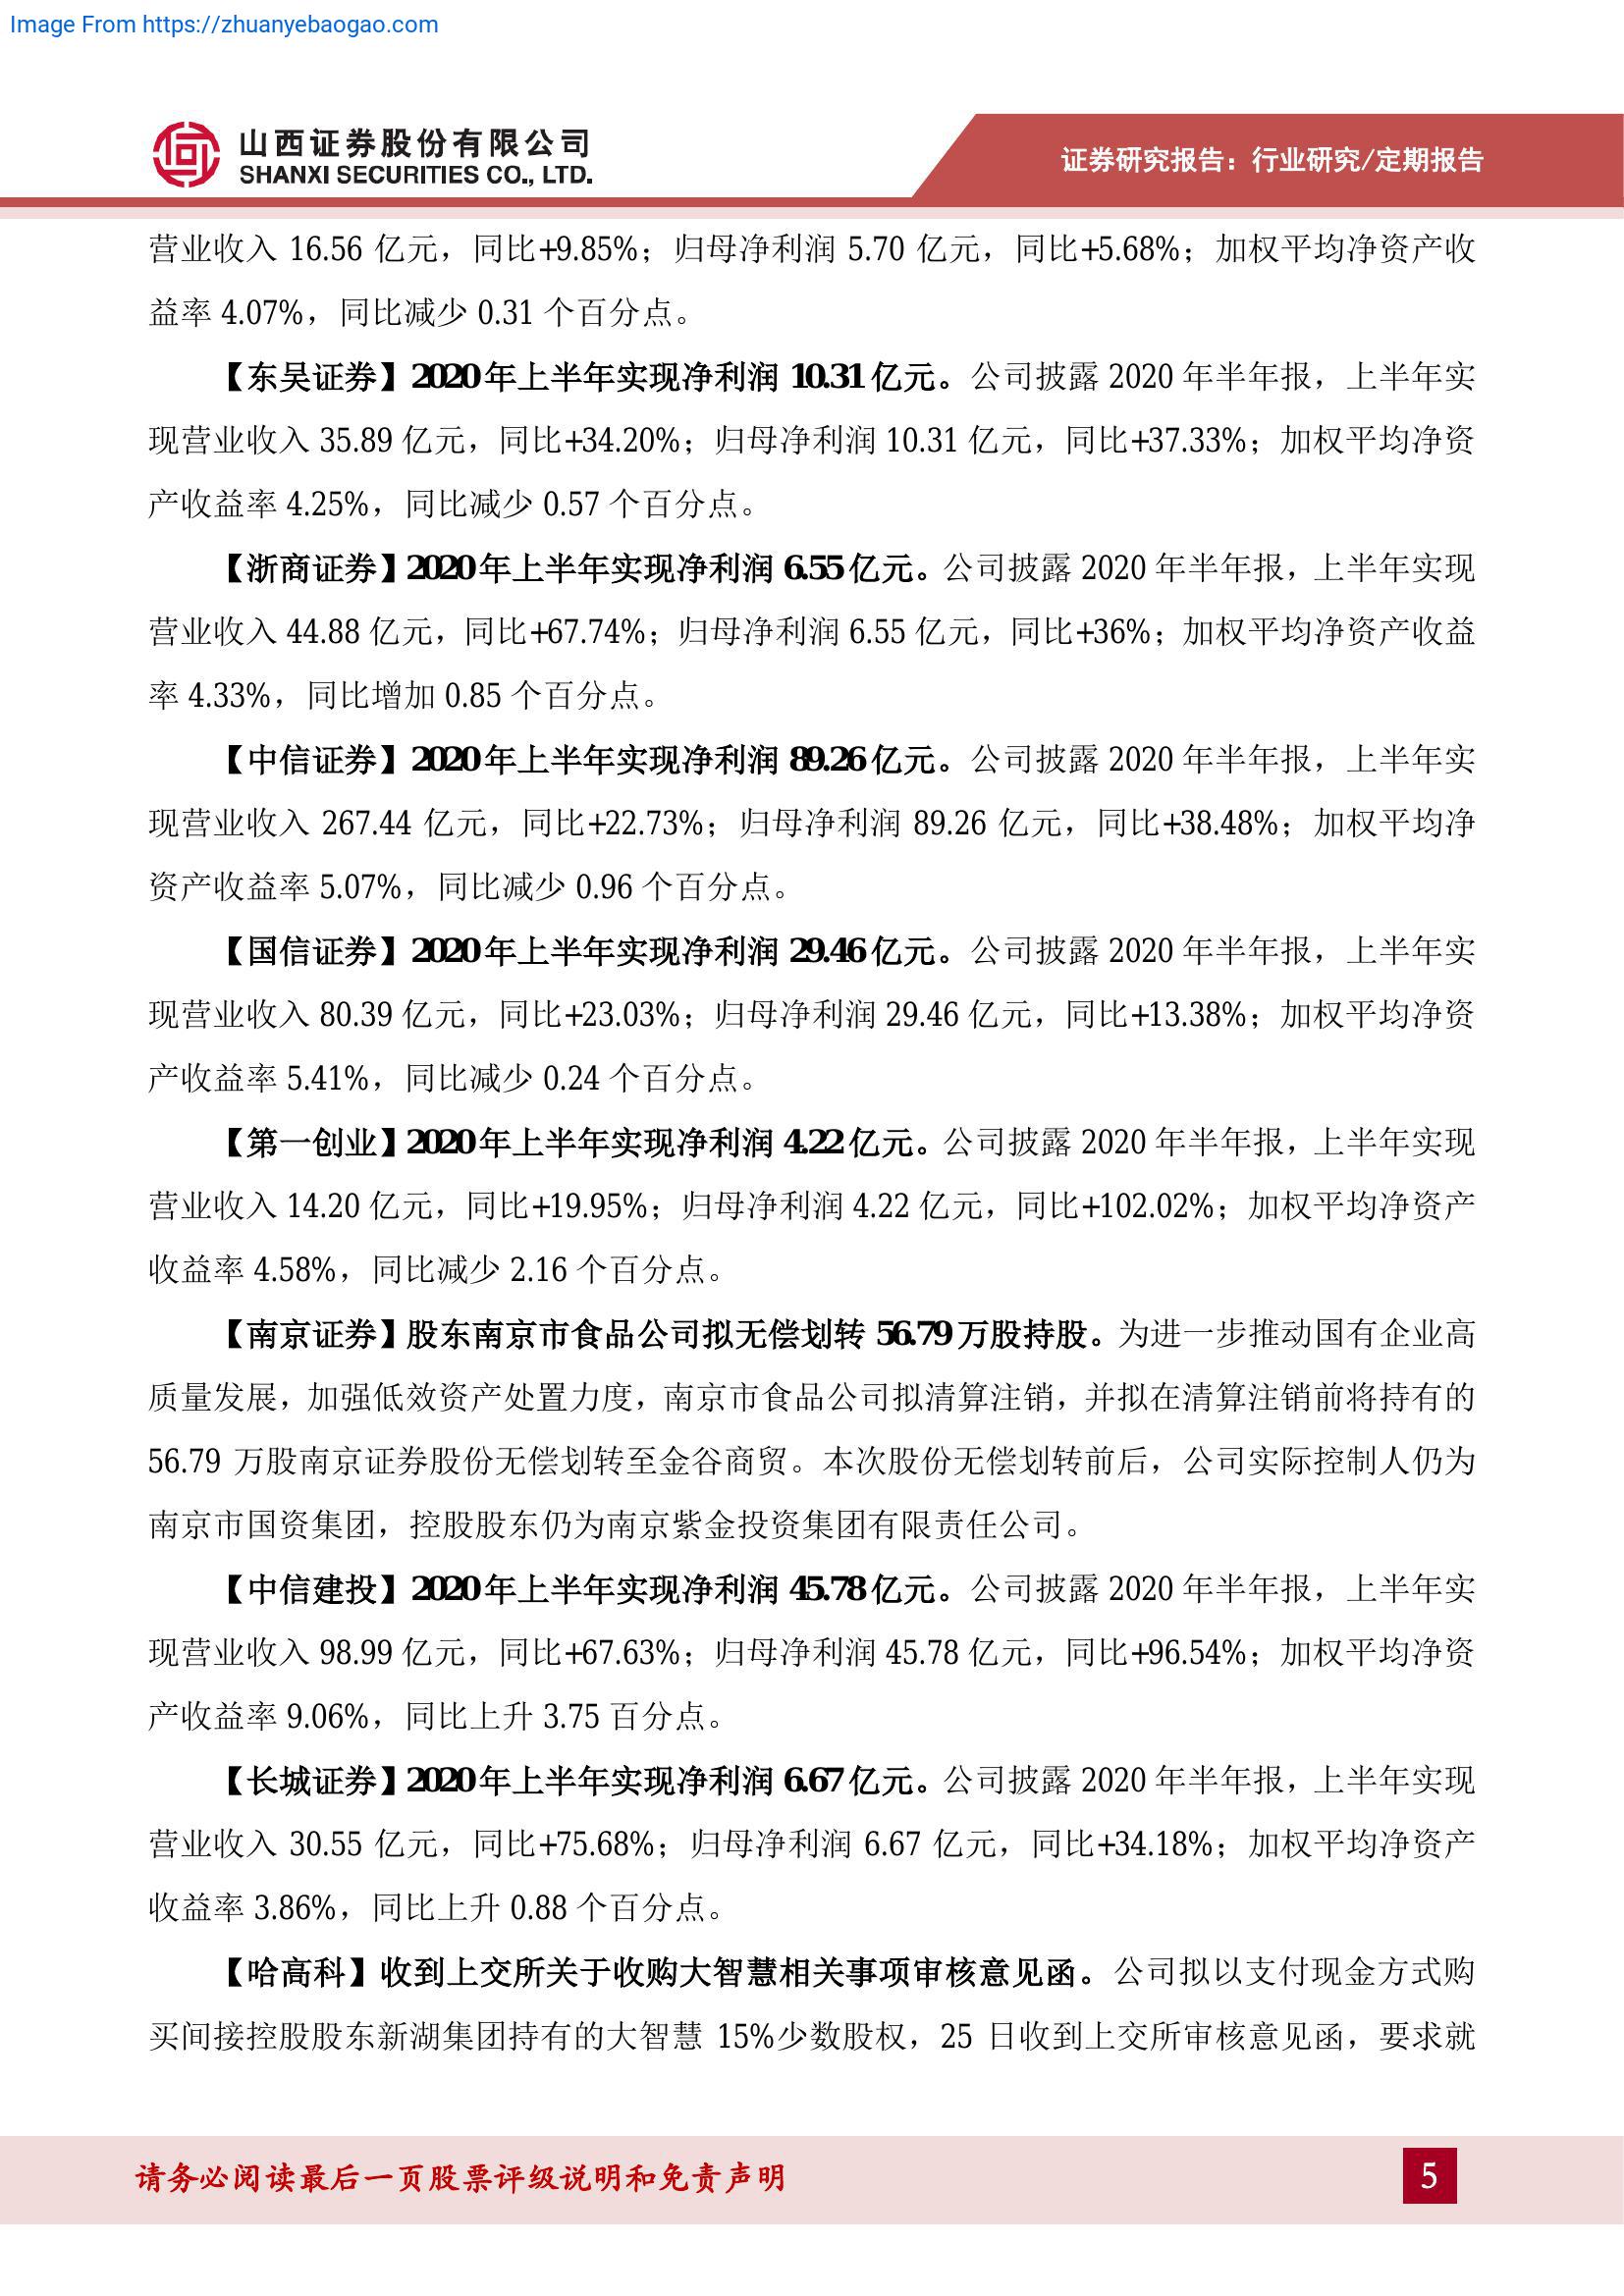 Image From https://zhuanyebaogao.com
山西证券股份有限公司
SHANXI SECURITIES CO., LTD.
证券研究报告：行业研究/定期报告
营业收入 16.56 亿元，同比+9.85%；归母净利润 5.70 亿元，同比+5.68%；加权平均净资产收
益率 4.07%，同比减少 0.31 个百分点。
【东吴证券】2020 年上半年实现净利润 10.31 亿元。公司披露 2020 年半年报，上半年实
现营业收入 35.89 亿元，同比+34.20%；归母净利润 10.31 亿元，同比+37.33%；加权平均净资
产收益率 4.25%，同比减少 0.57 个百分点。
【浙商证券】2020 年上半年实现净利润 6.55 亿元。公司披露 2020 年半年报，上半年实现
营业收入 44.88 亿元，同比+67.74%；归母净利润 6.55 亿元，同比+36%；加权平均净资产收益
率 4.33%，同比增加 0.85 个百分点。
【中信证券】2020 年上半年实现净利润 89.26 亿元。公司披露 2020 年半年报，上半年实
现营业收入 267.44 亿元，同比+22.73%；归母净利润 89.26 亿元，同比+38.48%；加权平均净
资产收益率 5.07%，同比减少 0.96 个百分点。
【国信证券】2020 年上半年实现净利润 29.46 亿元。公司披露 2020 年半年报，上半年实
现营业收入 80.39 亿元，同比+23.03%；归母净利润 29.46 亿元，同比+13.38%；加权平均净资
产收益率 5.41%，同比减少 0.24 个百分点。
【第一创业】2020 年上半年实现净利润 4.22 亿元。公司披露 2020 年半年报，上半年实现
营业收入 14.20 亿元，同比+19.95%；归母净利润 4.22 亿元，同比+102.02%；加权平均净资产
收益率 4.58%，同比减少 2.16 个百分点。
【南京证券】股东南京市食品公司拟无偿划转 56.79 万股持股。为进一步推动国有企业高
质量发展，加强低效资产处置力度，南京市食品公司拟清算注销，并拟在清算注销前将持有的
56.79 万股南京证券股份无偿划转至金谷商贸。本次股份无偿划转前后，公司实际控制人仍为
南京市国资集团，控股股东仍为南京紫金投资集团有限责任公司。
【中信建投】2020 年上半年实现净利润 45.78 亿元。公司披露 2020 年半年报，上半年实
现营业收入 98.99 亿元，同比+67.63%；归母净利润 45.78 亿元，同比+96.54%；加权平均净资
产收益率 9.06%，同比上升 3.75 百分点。
【长城证券】2020 年上半年实现净利润 6.67 亿元。公司披露 2020 年半年报，上半年实现
营业收入 30.55 亿元，同比+75.68%；归母净利润 6.67 亿元，同比+34.18%；加权平均净资产
收益率 3.86%，同比上升 0.88 个百分点。
【哈高科】收到上交所关于收购大智慧相关事项审核意见函。公司拟以支付现金方式购
买间接控股股东新湖集团持有的大智慧 15%少数股权，25 日收到上交所审核意见函，要求就
请务必阅读最后一页股票评级说明和免责声明
5